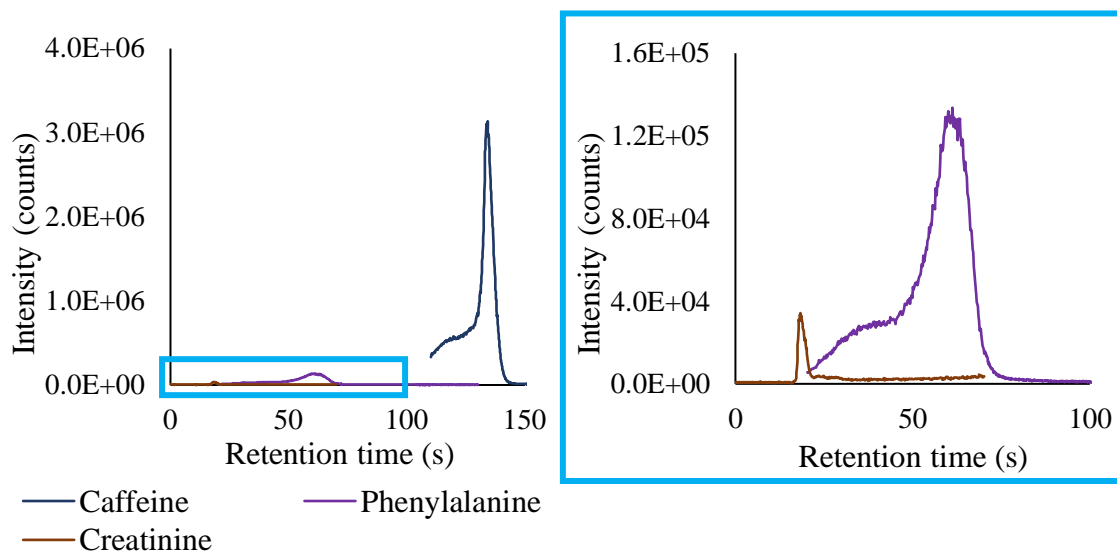 4.0E+06
3.0E+06
2.0E+06
1.0E+06
0.0E+00
Intensity (counts)
0
50
100
150
Retention time (s)
1.6E+05
1.2E+05
8.0E+04
4.0E+04
0.0E+00
Intensity (counts)
0
50
100
Retention time (s)
Caffeine
Phenylalanine
Creatinine